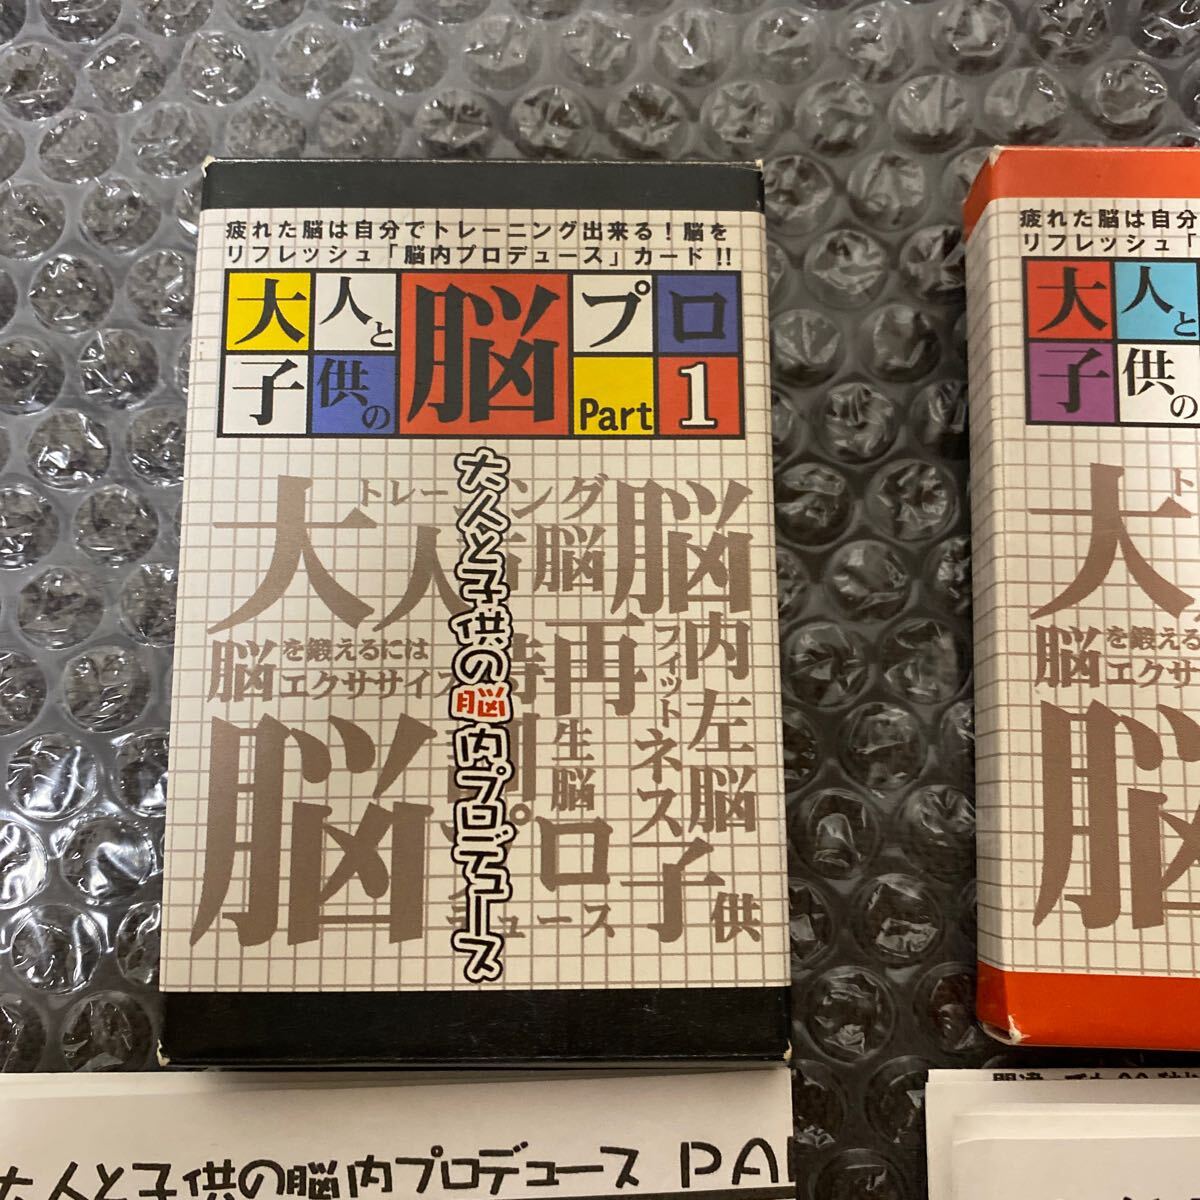 疲れた脳は自分でトレーニング出来る！脳を
リフレッシュ「脳内プロデュース」カード!!
大人と子供の脳プロ
Part 1
大人と子供の脳内プロデュース
トレーニング
大人
脳
脳
脳を鍛えるには
エクササイズ
再生脳
脳内左脳
フィットネス
脳
プロ
デュース
子供
大人と子供の脳内プロデュース PA
疲れた脳は自分
リフレッシュ「
大人と
子供の
大
脳を鍛える
エクササ
脳